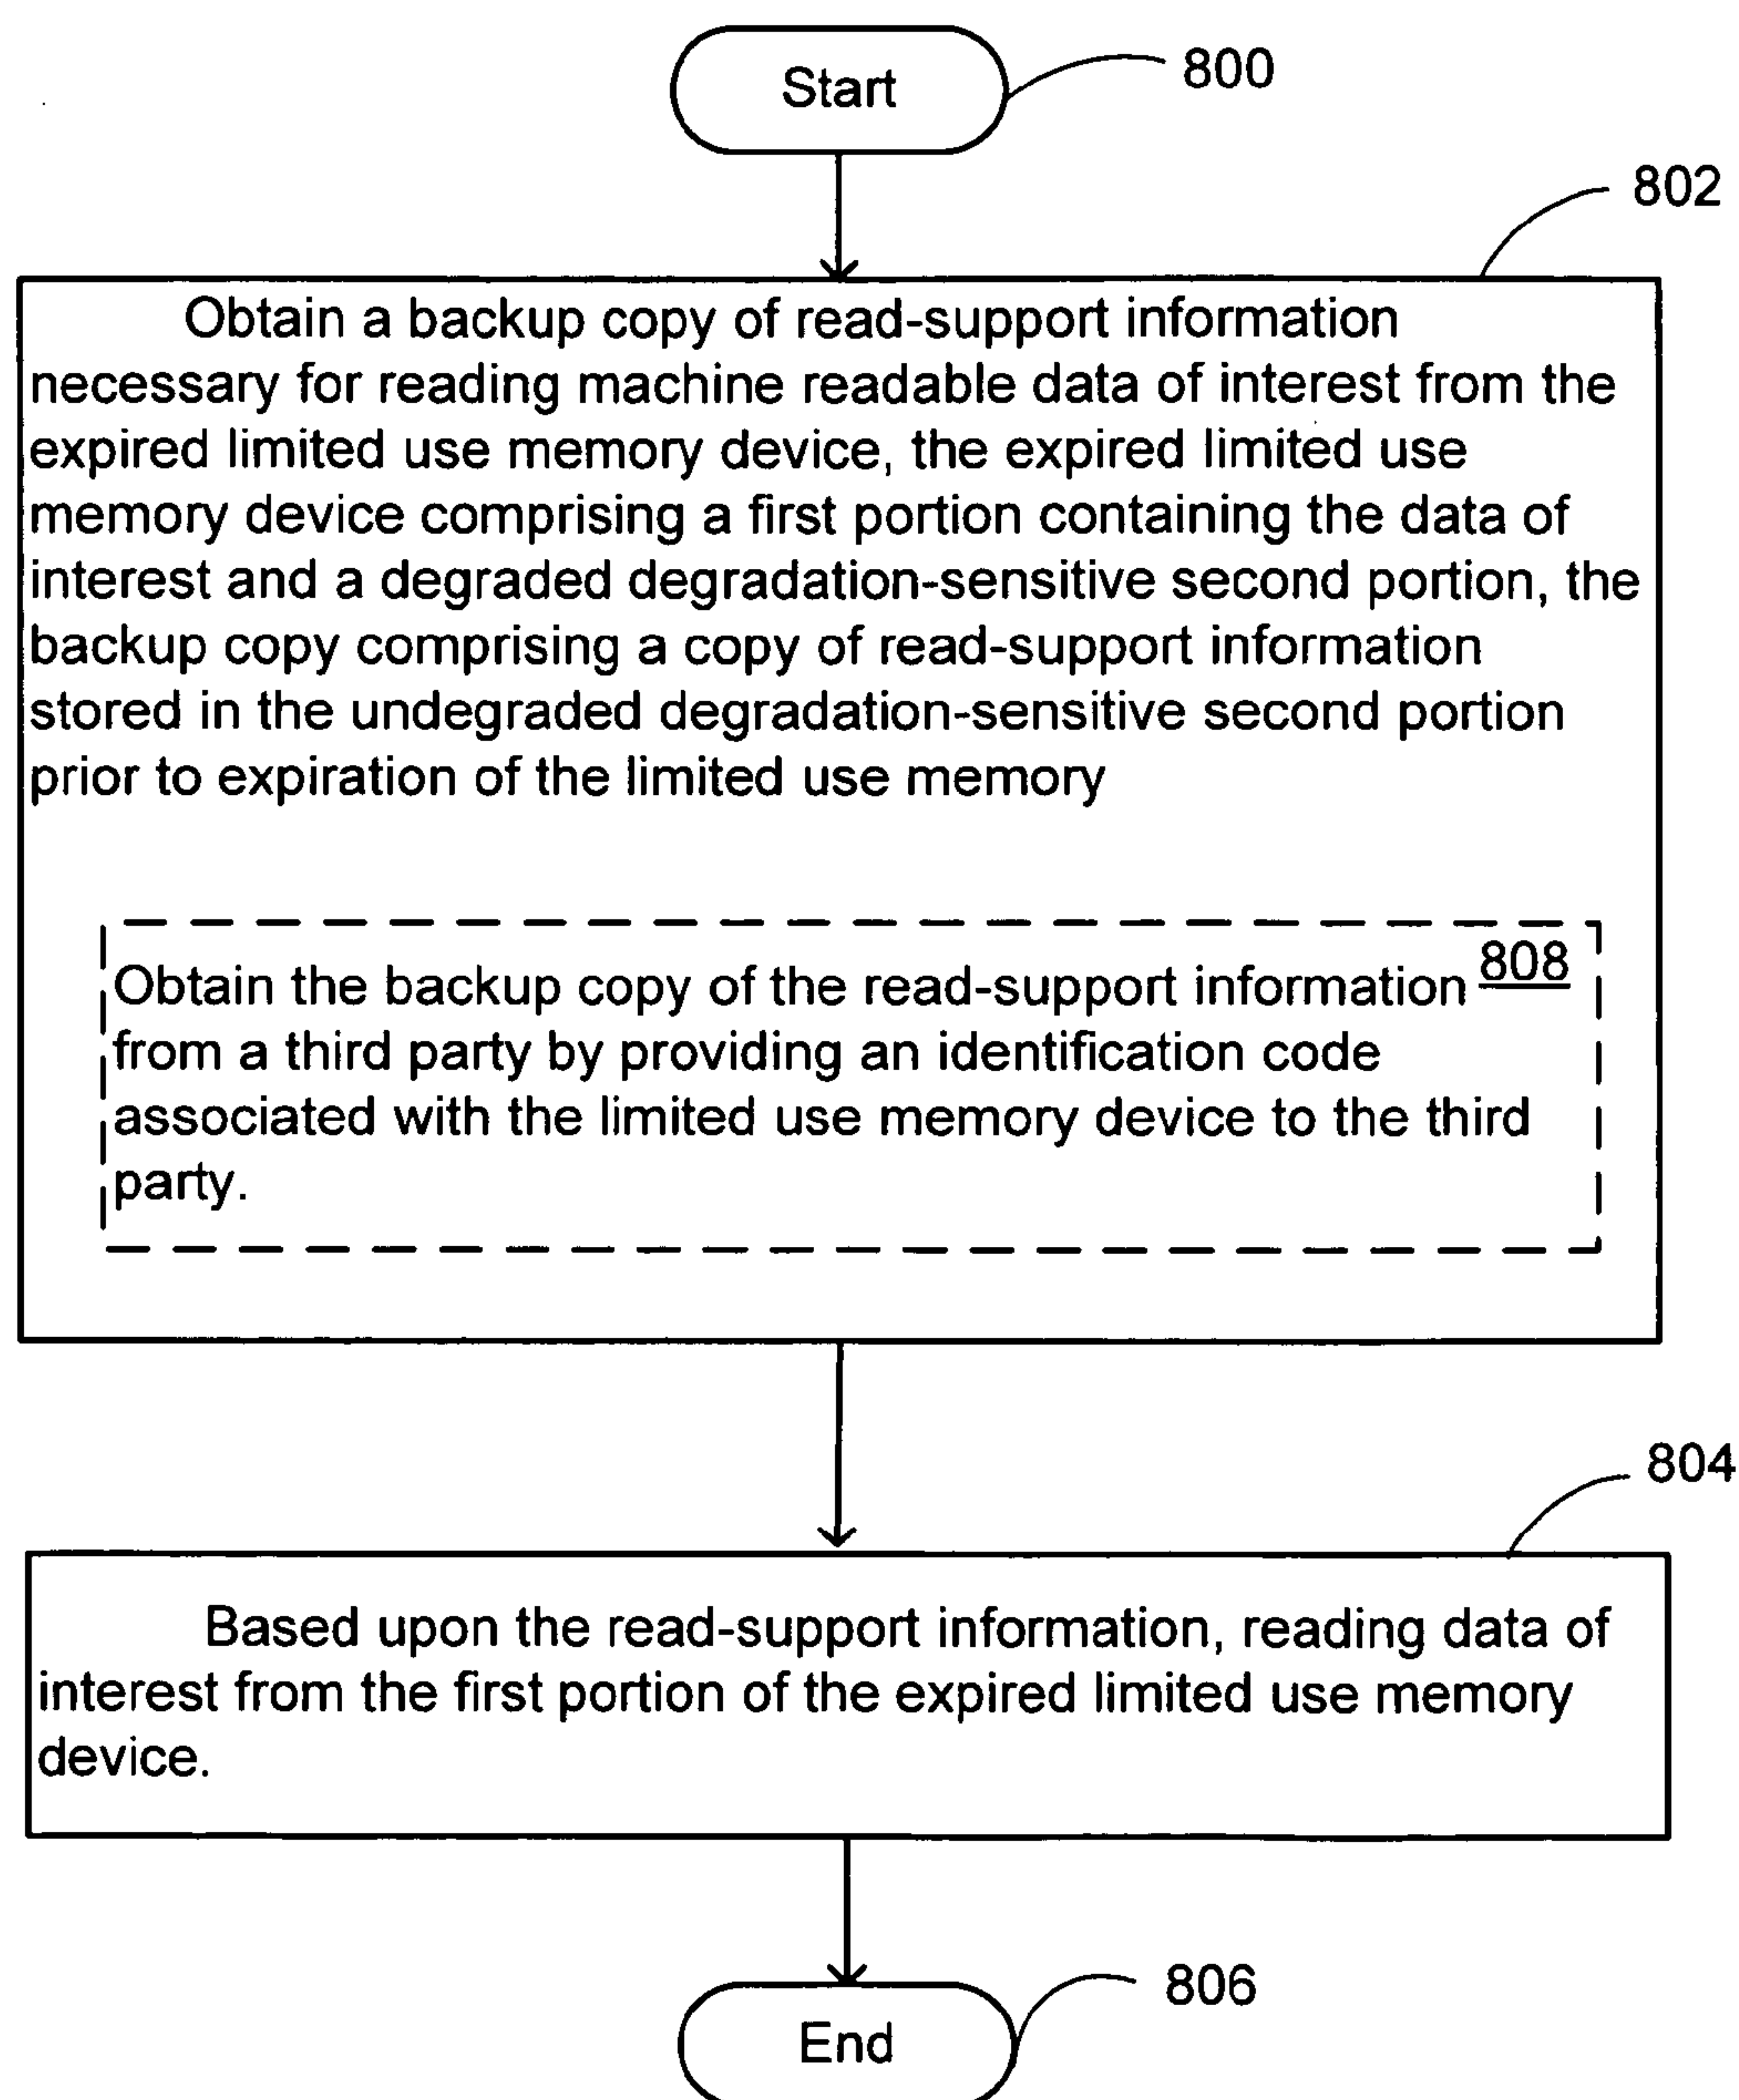 Start
800
802
Obtain a backup copy of read-support information
necessary for reading machine readable data of interest from the
expired limited use memory device, the expired limited use
memory device comprising a first portion containing the data of
interest and a degraded degradation-sensitive second portion, the
backup copy comprising a copy of read-support information
stored in the undegraded degradation-sensitive second portion
prior to expiration of the limited use memory
Obtain the backup copy of the read-support information 808
from a third party by providing an identification code
associated with the limited use memory device to the third
party.
804
Based upon the read-support information, reading data of
interest from the first portion of the expired limited use memory
device.
806
End